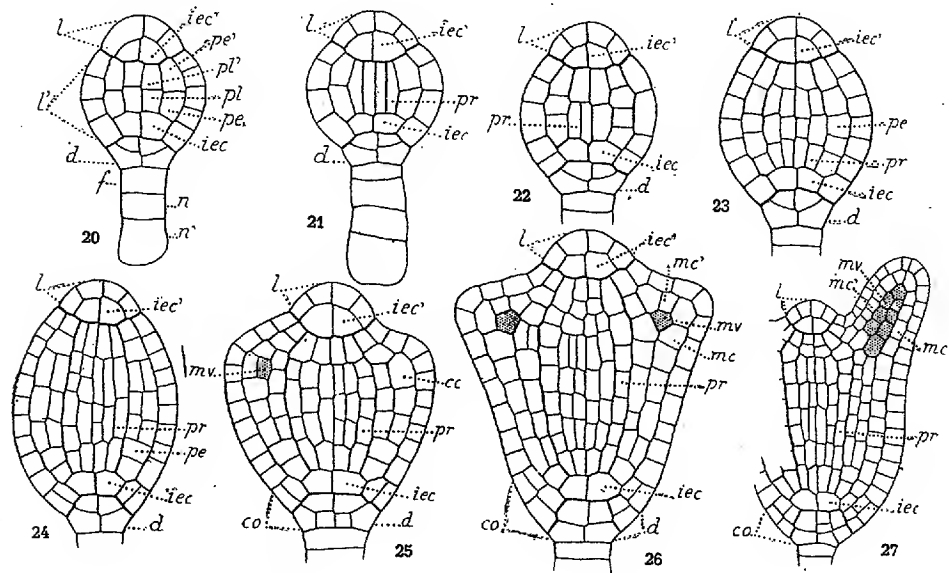 l iec' pe' l' pl' pl pe iec d f n n' 20
l iec' pr iec d 21
l iec' pr iec d 22
l iec' pe pr iec d 23
l iec' pr pe iec d 24
l iec' mv cc pr iec co d 25
l iec' mc' mv mc pr iec co d 26
mv mc' l mc pr iec co 27